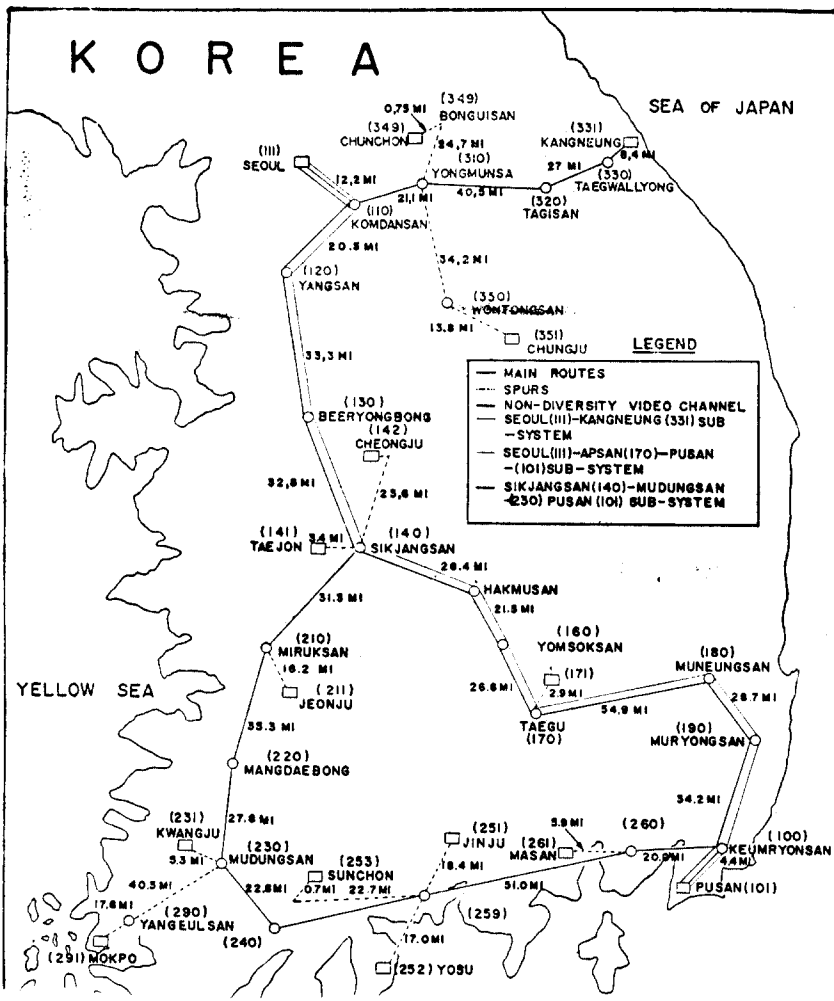 KOREA
0,75 MI
(349)
BONGUISAN
SEA OF JAPAN
(349)
CHUNCHON
24,7 MI
(331)
KANGNEUNG
(111)
SEOUL
(310)
YONGMUNSA
27 MI
8,4 MI
12,2 MI
21,1 MI
40,5 MI
(330)
TAEGWALLYONG
(110)
KOMDANSAN
(320)
TAGISAN
20.5 MI
(120)
YANGSAN
34,2 MI
(350)
WONTONGSAN
13.8 MI
(351)
CHUNGJU
33,3 MI
LEGEND
MAIN ROUTES
SPURS
NON-DIVERSITY VIDEO CHANNEL
SEOUL(111)-KANGNEUNG (331) SUB
-SYSTEM
SEOUL(111)-APSAN(170)-PUSAN
-(101)SUB-SYSTEM
SIKJANGSAN(140)-MUDUNGSAN
-(230) PUSAN(101) SUB-SYSTEM
(130)
BEERYONGBONG
(142)
CHEONGJU
32,8 MI
23,6 MI
(141)
TAEJON
3.4 MI
(140)
SIKJANGSAN
26.4 MI
HAKMUSAN
31.3 MI
21.5 MI
(210)
MIRUKSAN
(160)
YOMSOKSAN
16.2 MI
(211)
JEONJU
(180)
MUNEUNGSAN
YELLOW SEA
26.6 MI
(171)
2.9 MI
54,9 MI
28.7 MI
TAEGU
(170)
(190)
MURYONGSAN
35.3 MI
(220)
MANGDAEBONG
34.2 MI
27.8 MI
(231)
KWANGJU
5.3 MI
(230)
MUDUNGSAN
(251)
JINJU
5.9 MI
(261)
MASAN
(260)
(100)
KEUMRYONSAN
20.0 MI
4.4 MI
(253)
SUNCHON
18.4 MI
40.5 MI
22.8 MI
0.7 MI
22.7 MI
51.0 MI
PUSAN(101)
17.6 MI
(290)
YANGEULSAN
(259)
(240)
(291) MOKPO
17.0 MI
(252) YOSU